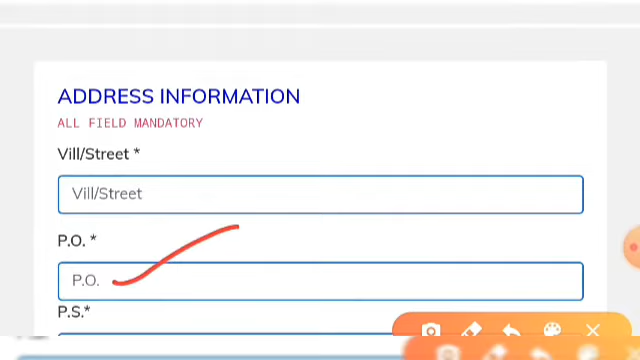 ADDRESS INFORMATION
ALL FIELD MANDATORY
Vill/Street *
Vill/Street
P.O. *
P.O.
P.S.*